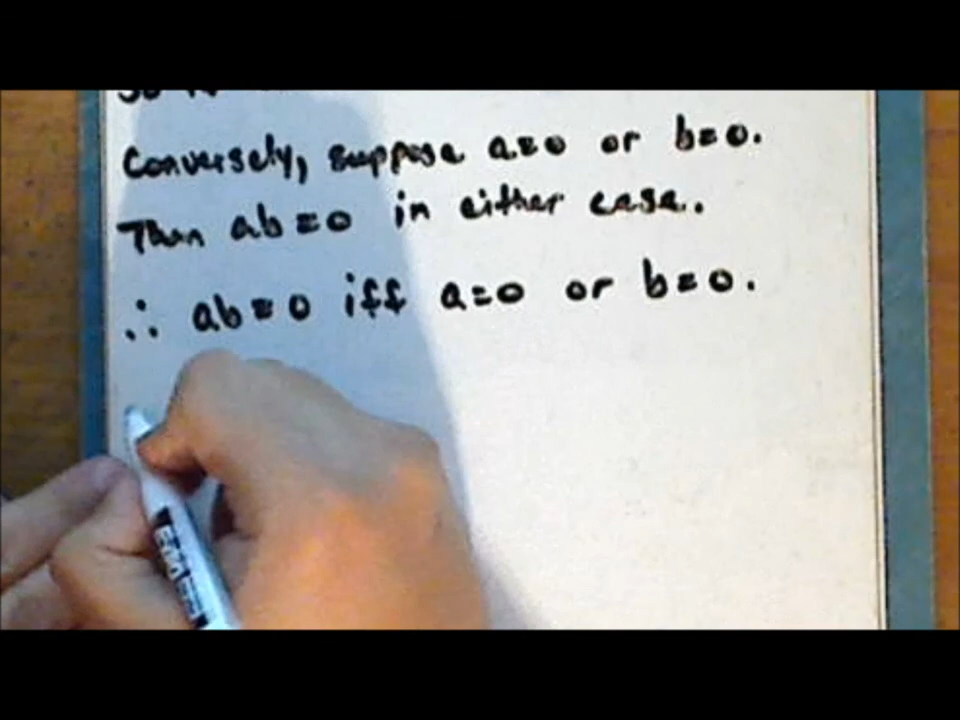 Conversely, suppose a=0 or b=0.
Then ab=0 in either case.
∴ ab=0 iff a=0 or b=0.